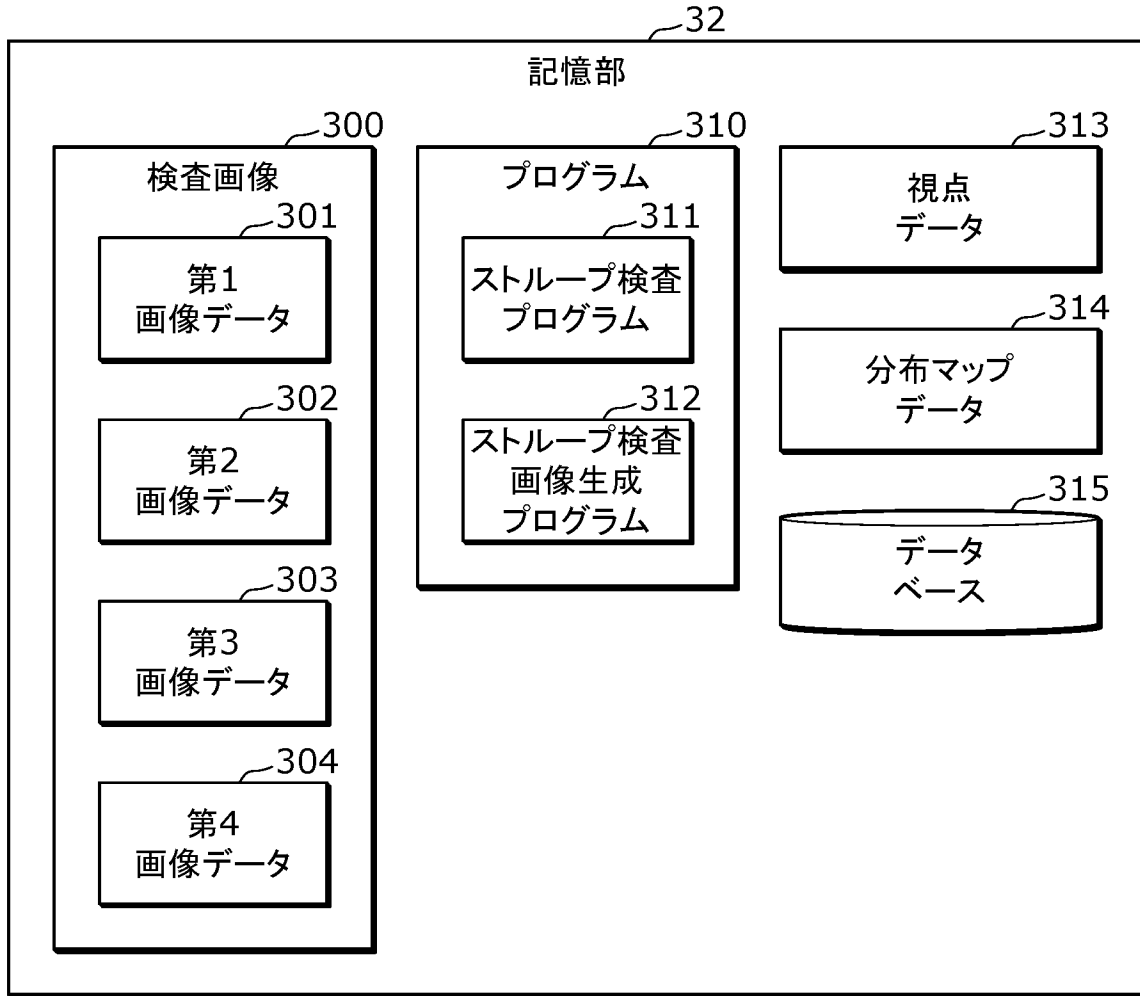 32
記憶部
300
検査画像
301
第1
画像データ
302
第2
画像データ
303
第3
画像データ
304
第4
画像データ
310
プログラム
311
ストループ検査
プログラム
312
ストループ検査
画像生成
プログラム
313
視点
データ
314
分布マップ
データ
315
データ
ベース